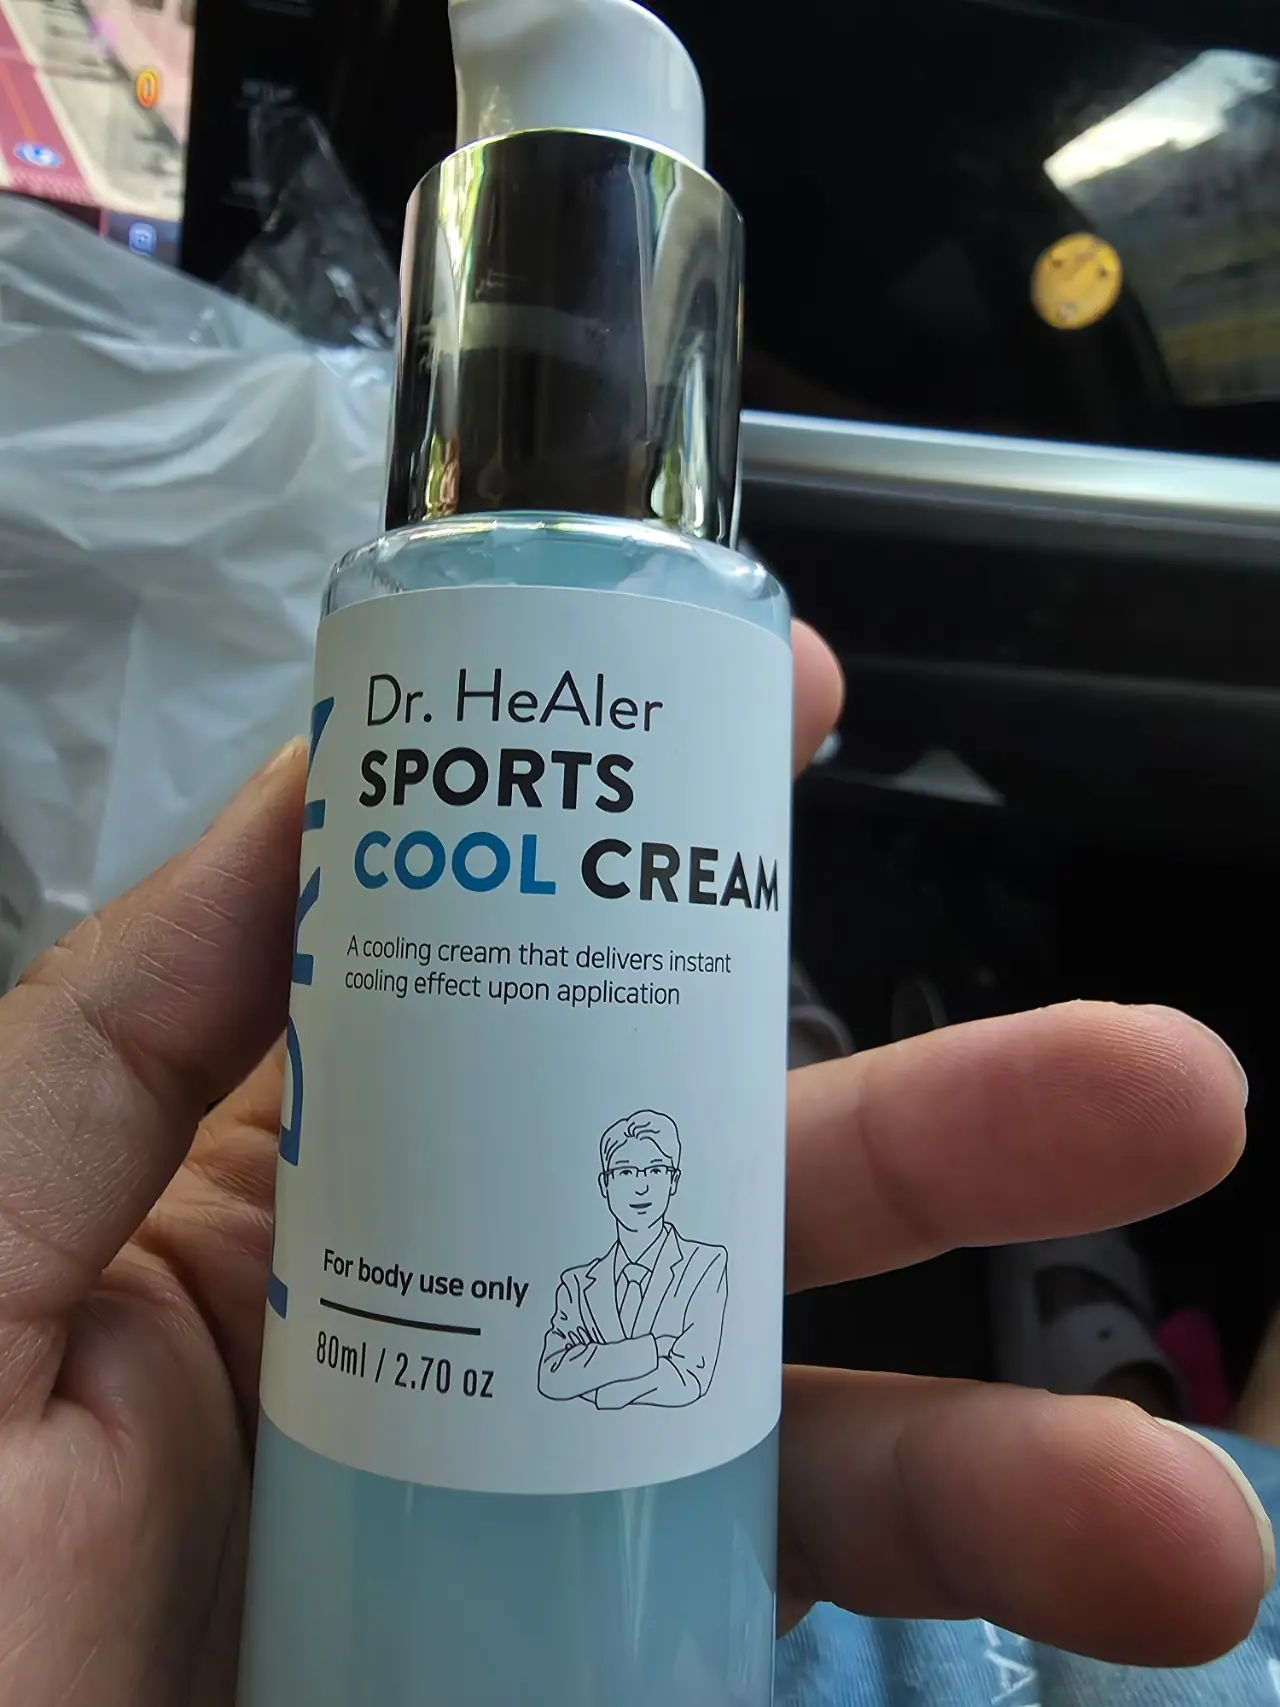 Dr. HeAler
SPORTS
COOL CREAM
A cooling cream that delivers instant
cooling effect upon application
For body use only
80ml / 2.70 oz